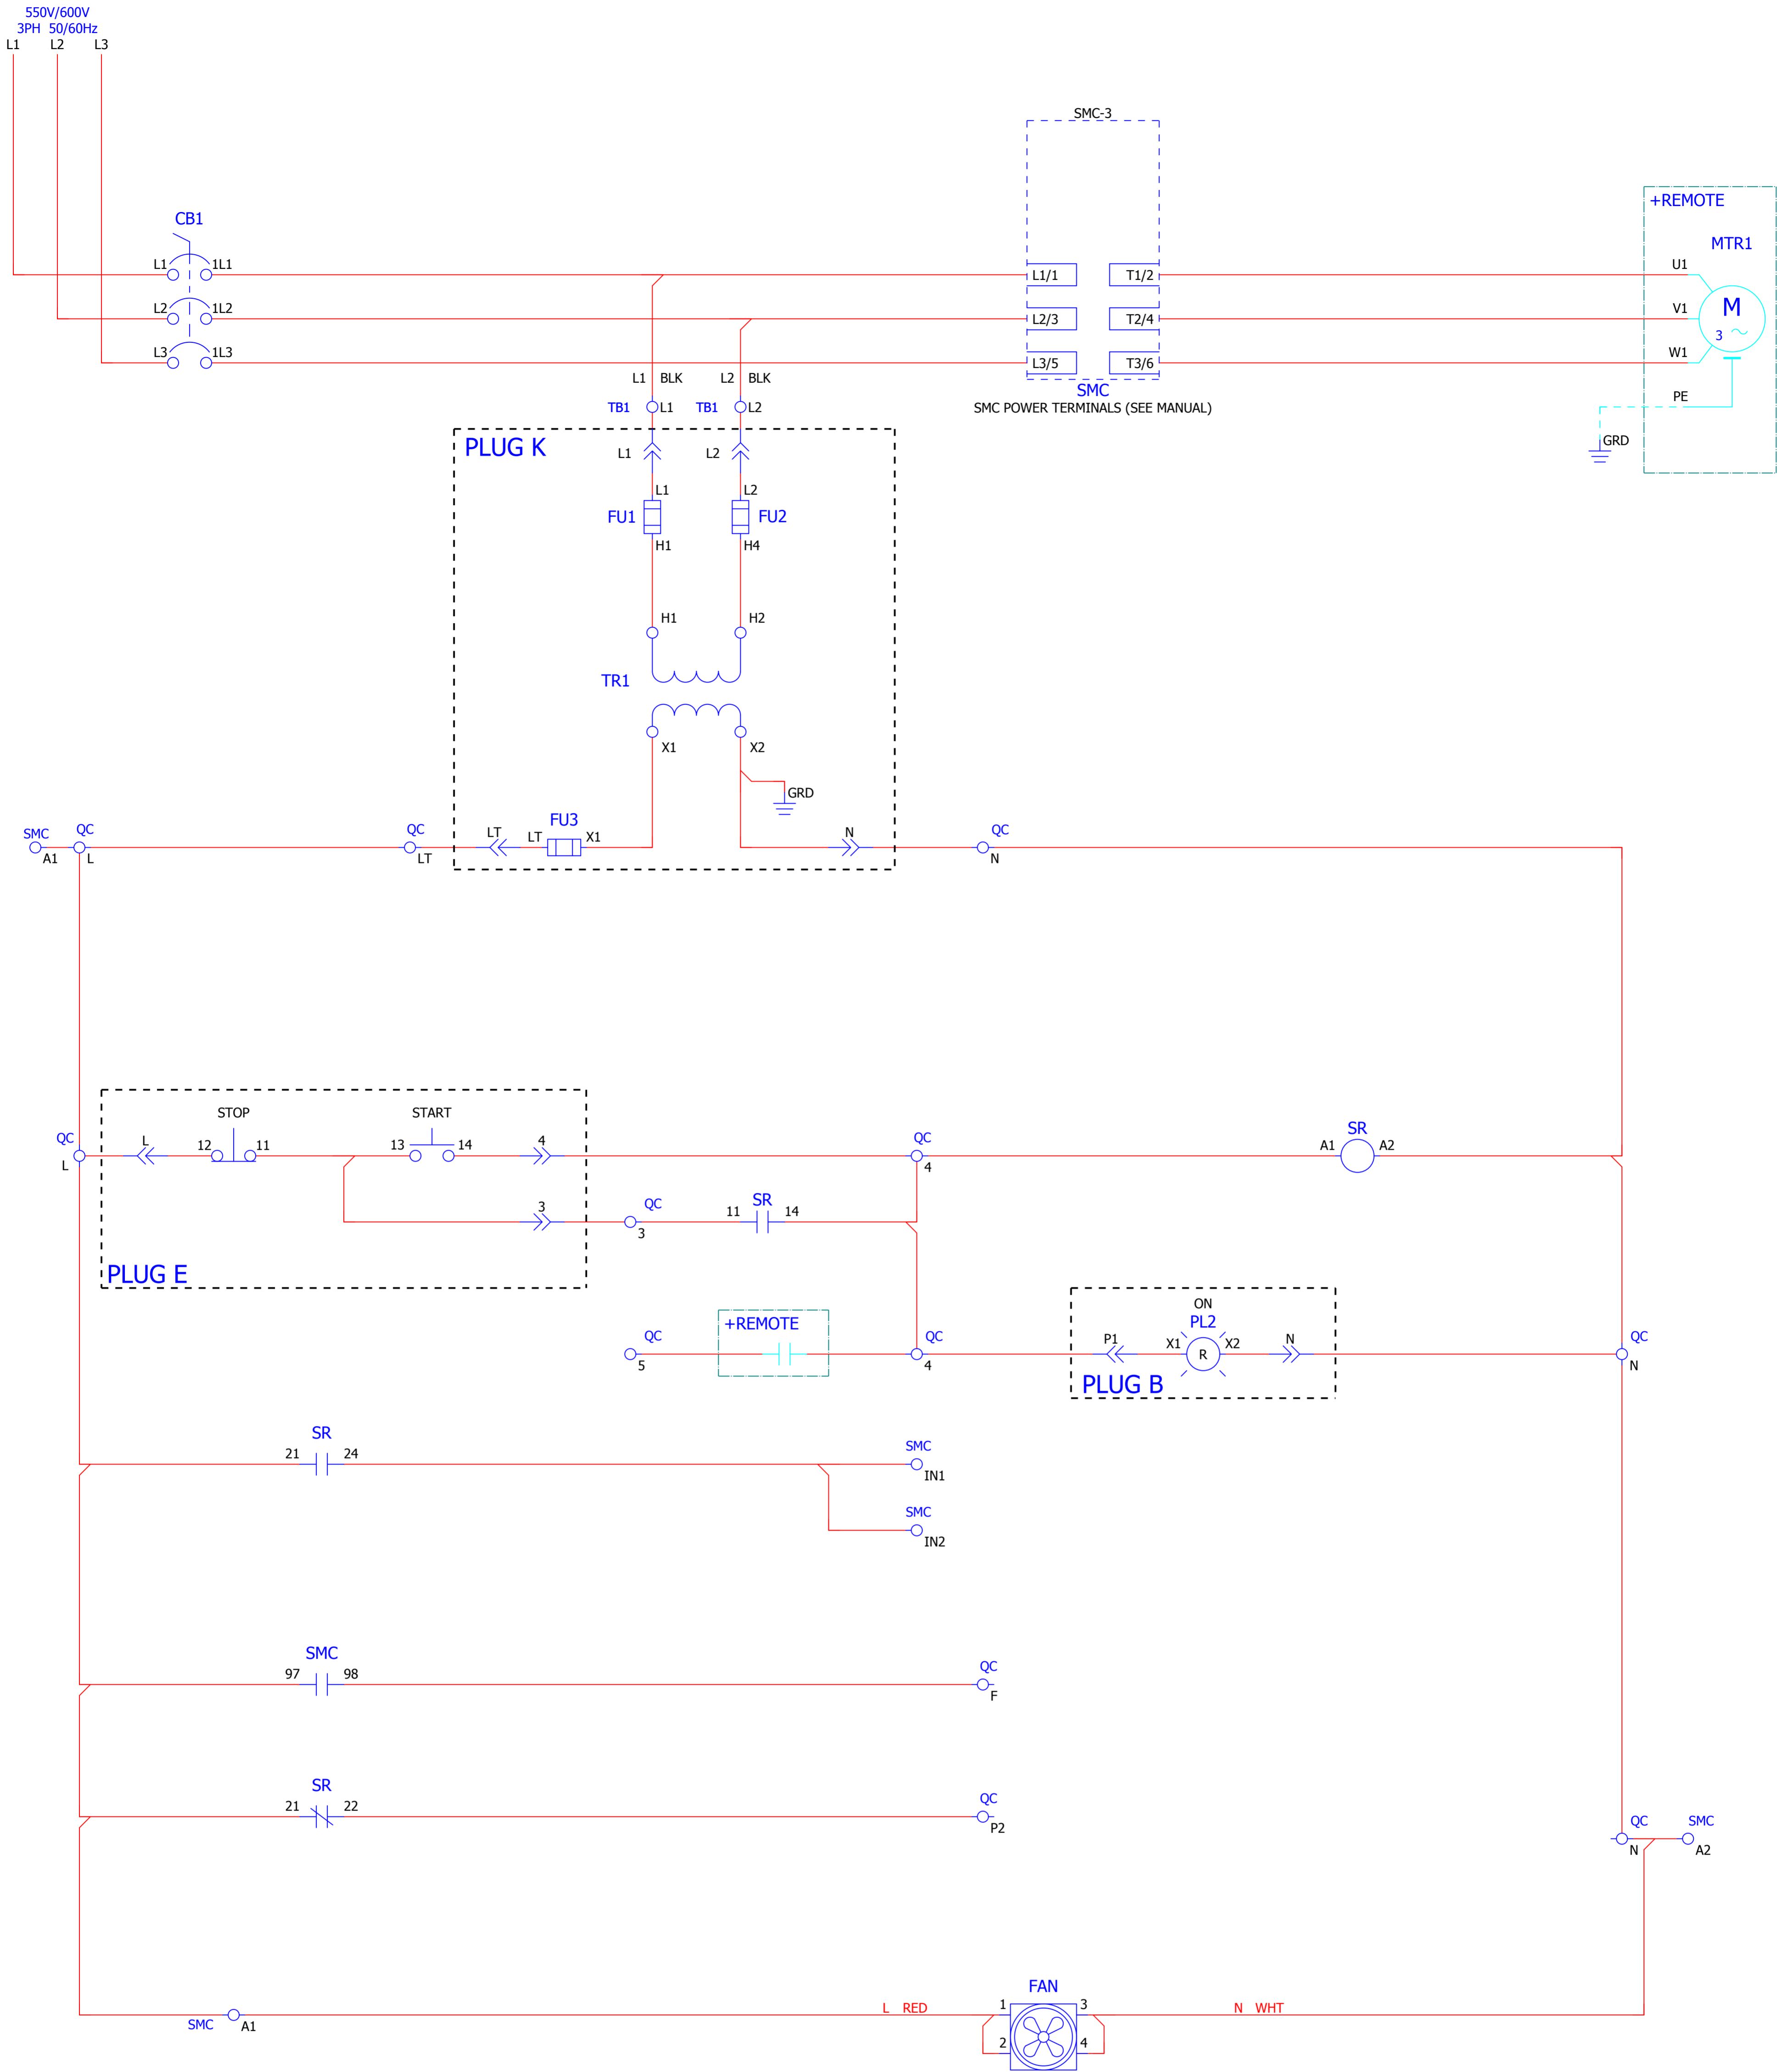 550V/600V
3PH 50/60Hz
L1 L2 L3
SMC-3
+REMOTE
CB1
MTR1
L1 1L1 L1/1 T1/2 U1
L2 1L2 L2/3 T2/4 V1 M
3
L3 1L3 L3/5 T3/6 W1
L1 BLK L2 BLK
SMC
PE
TB1 L1 TB1 L2
SMC POWER TERMINALS (SEE MANUAL)
GRD
PLUG K
L1 L2
L1 L2
FU1 FU2
H1 H4
H1 H2
TR1
X1 X2
GRD
FU3
SMC QC QC LT LT X1 N QC
A1 L LT N
STOP START
QC L 12 11 13 14 4 QC SR
A1 A2
L 4
3 QC SR
11 14
3
PLUG E
ON
+REMOTE PL2
QC QC P1 X1 X2 N QC
R
5 4 N
PLUG B
SR
21 24 SMC
IN1
SMC
IN2
SMC
97 98 QC
F
SR
21 22 QC
P2
QC SMC
N A2
FAN
L RED 1 3 N WHT
SMC A1
2 4